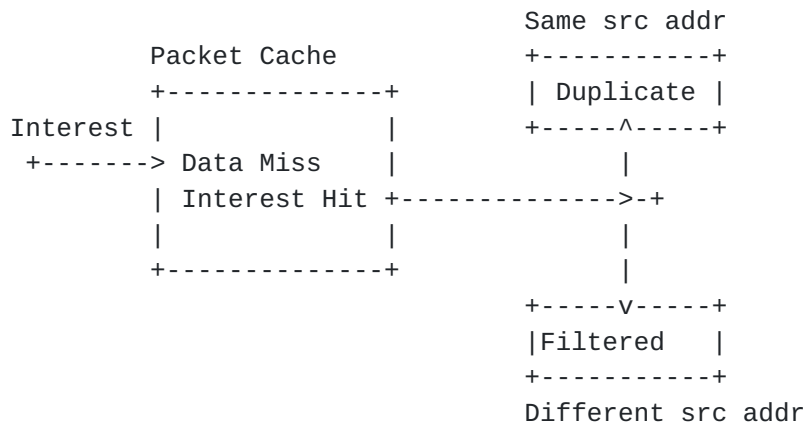 Same src addr
         Packet Cache            +-----------+
         +--------------+        | Duplicate |
Interest |              |        +-----^-----+
 +-------> Data Miss    |              |
         | Interest Hit +-------------->-+
         |              |              |
         +--------------+              |
                                 +-----v-----+
                                 |Filtered   |
                                 +-----------+
                                 Different src addr